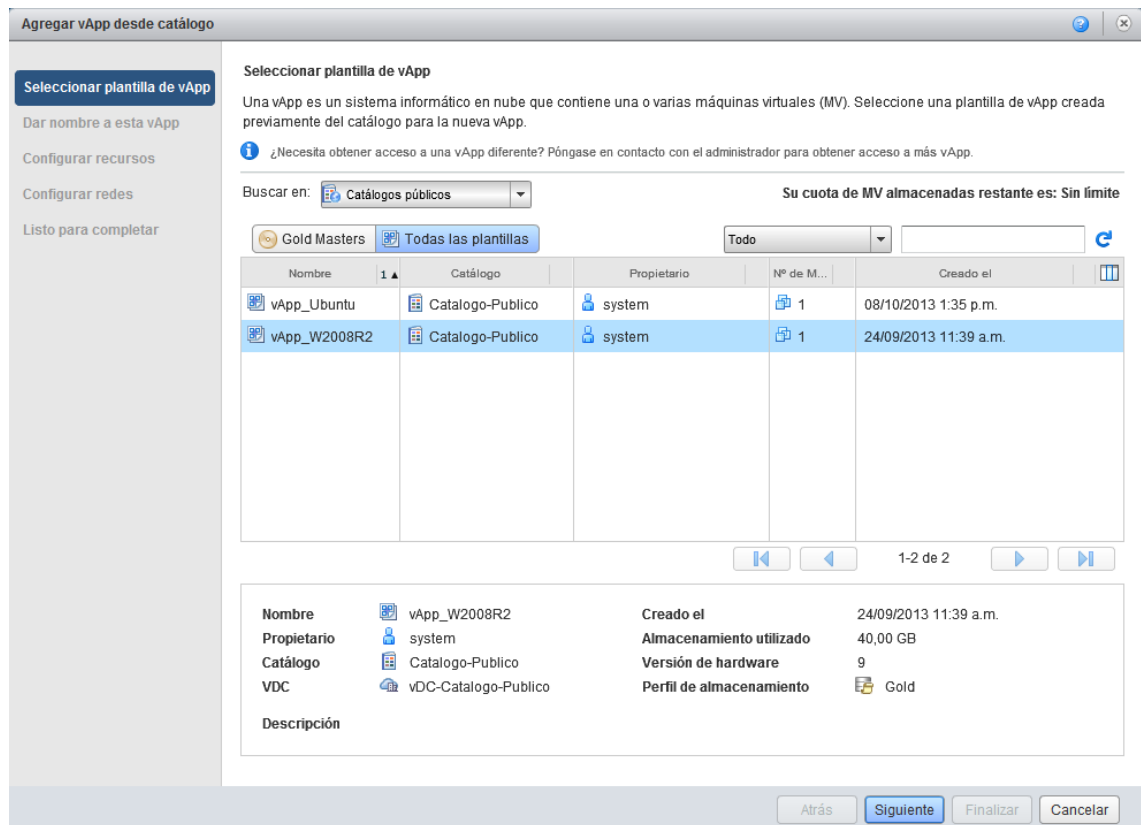 Agregar vApp desde catálogo
Seleccionar plantilla de vApp
Dar nombre a esta vApp
Configurar recursos
Configurar redes
Listo para completar
Seleccionar plantilla de vApp
Una vApp es un sistema informático en nube que contiene una o varias máquinas virtuales (MV). Seleccione una plantilla de vApp creada
previamente del catálogo para la nueva vApp.
¿Necesita obtener acceso a una vApp diferente? Póngase en contacto con el administrador para obtener acceso a más vApp.
Buscar en: Catálogos públicos Su cuota de MV almacenadas restante es: Sin límite
Gold Masters Todas las plantillas Todo
Nombre 1 ▲ Catálogo Propietario Nº de M... Creado el
vApp_Ubuntu Catalogo-Publico system 1 08/10/2013 1:35 p.m.
vApp_W2008R2 Catalogo-Publico system 1 24/09/2013 11:39 a.m.
1-2 de 2
Nombre vApp_W2008R2 Creado el 24/09/2013 11:39 a.m.
Propietario system Almacenamiento utilizado 40,00 GB
Catálogo Catalogo-Publico Versión de hardware 9
VDC vDC-Catalogo-Publico Perfil de almacenamiento Gold
Descripción
Atrás Siguiente Finalizar Cancelar